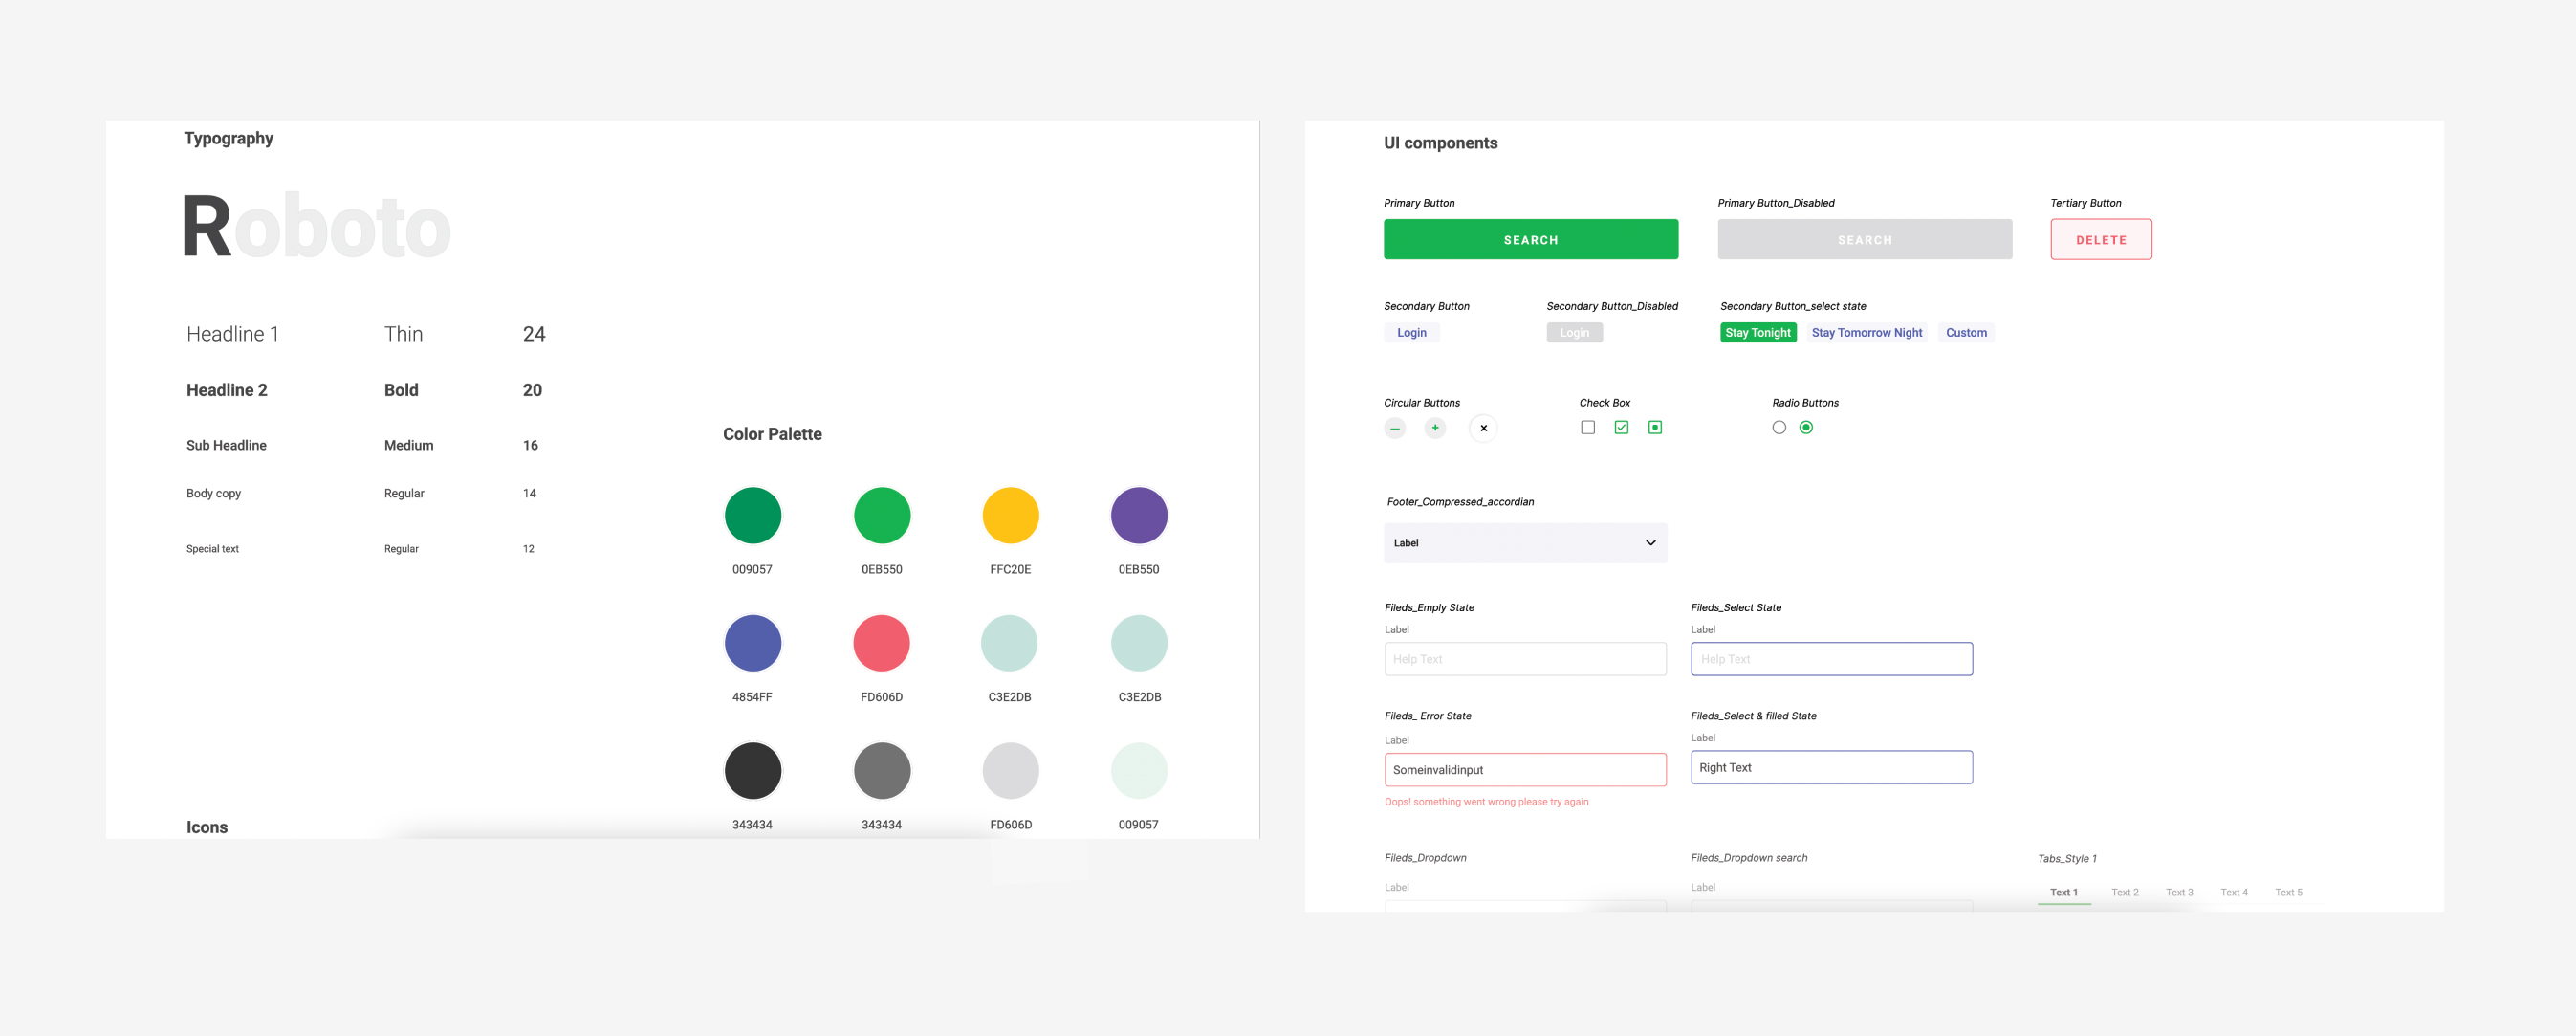 Typography
Roboto
Headline 1 Thin 24
Headline 2 Bold 20
Sub Headline Medium 16
Body copy Regular 14
Special text Regular 12
Color Palette
009057 0EB550 FFC20E 0EB550
4854FF FD606D C3E2DB C3E2DB
343434 343434 FD606D 009057
Icons
UI components
Primary Button Primary Button_Disabled Tertiary Button
SEARCH SEARCH DELETE
Secondary Button Secondary Button_Disabled Secondary Button_select state
Login Login Stay Tonight Stay Tomorrow Night Custom
Circular Buttons Check Box Radio Buttons
Footer_Compressed_accordian
Label
Fileds_Emply State Fileds_Select State
Label Label
Help Text Help Text
Fileds_ Error State Fileds_Select & filled State
Label Label
Someinvalidinput Right Text
Oops! something went wrong please try again
Fileds_Dropdown Fileds_Dropdown search Tabs_Style 1
Label Label Text 1 Text 2 Text 3 Text 4 Text 5